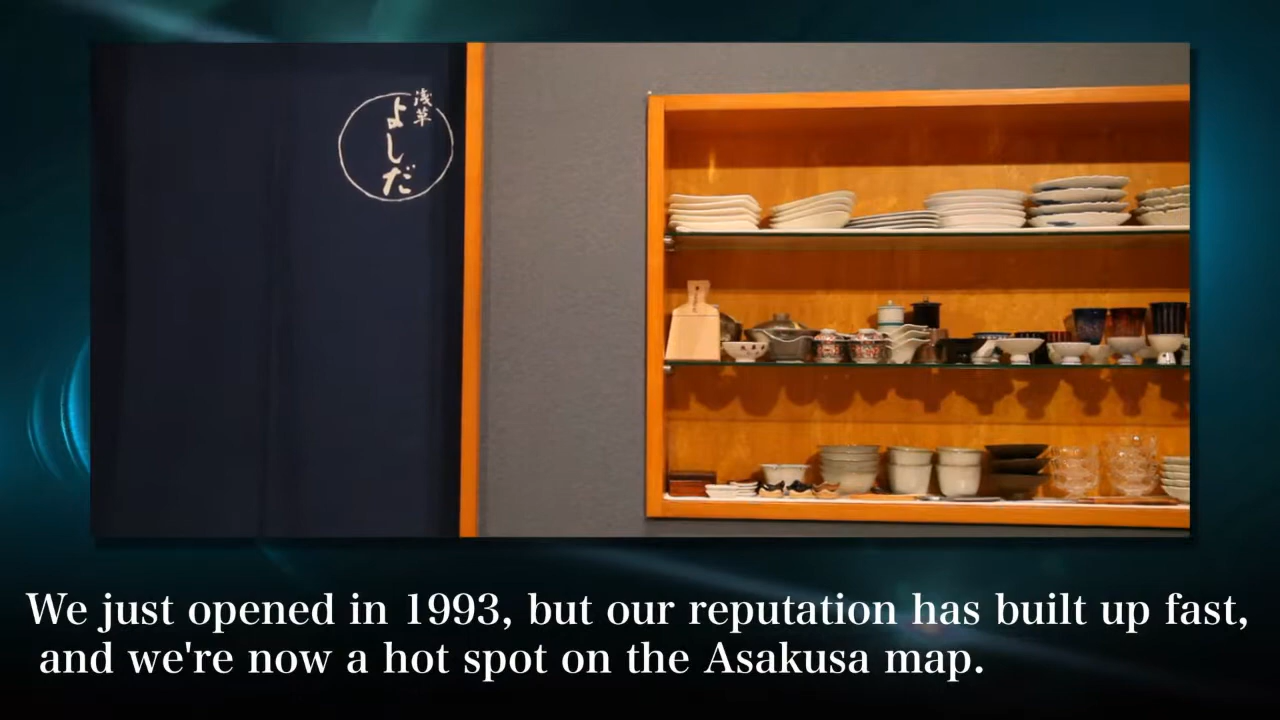 浅草
よしだ
We just opened in 1993, but our reputation has built up fast,
and we're now a hot spot on the Asakusa map.